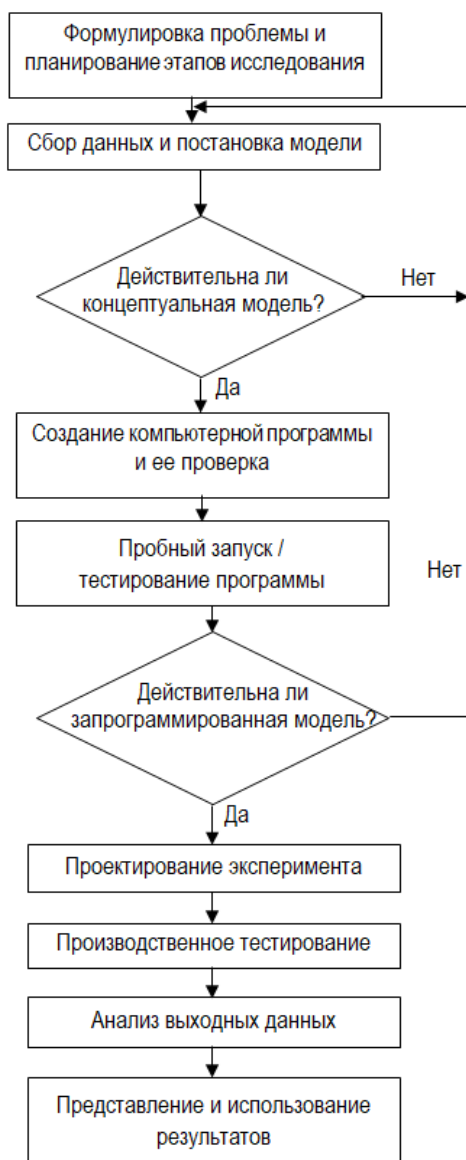 Формулировка проблемы и
планирование этапов исследования
Сбор данных и постановка модели
Действительна ли
концептуальная модель?
Нет
Да
Создание компьютерной программы
и ее проверка
Пробный запуск /
тестирование программы
Нет
Действительна ли
запрограммированная модель?
Да
Проектирование эксперимента
Производственное тестирование
Анализ выходных данных
Представление и использование
результатов